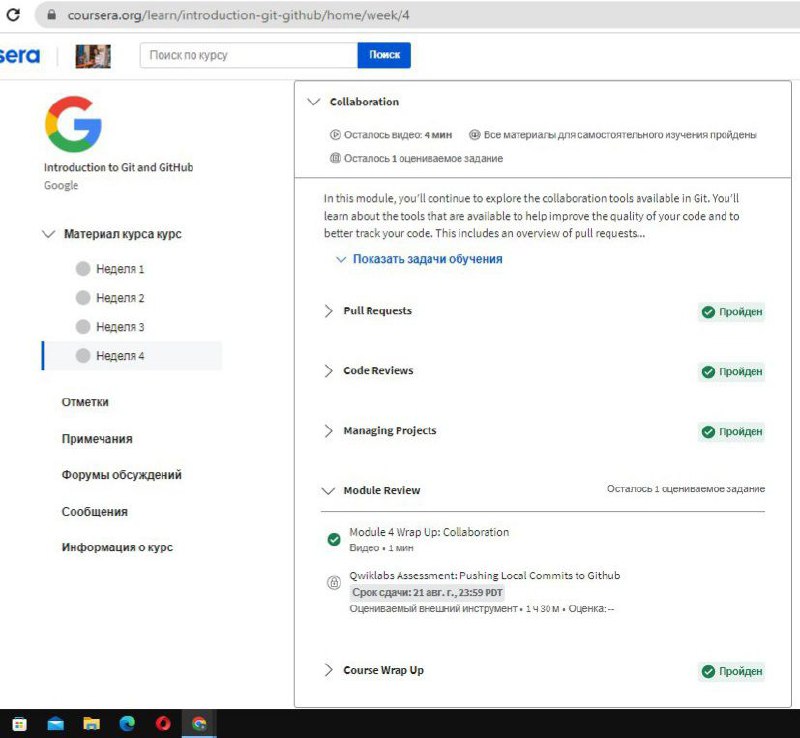 coursera.org/learn/introduction-git-github/home/week/4
sera
Поиск по курсу
Поиск
Introduction to Git and GitHub
Google
Материал курса курс
Неделя 1
Неделя 2
Неделя 3
Неделя 4
Отметки
Примечания
Форумы обсуждений
Сообщения
Информация о курс
Collaboration
Осталось видео: 4 мин Все материалы для самостоятельного изучения пройдены
Осталось 1 оцениваемое задание
In this module, you'll continue to explore the collaboration tools available in Git. You'll
learn about the tools that are available to help improve the quality of your code and to
better track your code. This includes an overview of pull requests...
Показать задачи обучения
Pull Requests Пройден
Code Reviews Пройден
Managing Projects Пройден
Module Review Осталось 1 оцениваемое задание
Module 4 Wrap Up: Collaboration
Видео • 1 мин
Qwiklabs Assessment: Pushing Local Commits to Github
Срок сдачи: 21 авг. г., 23:59 PDT
Оцениваемый внешний инструмент • 1 ч 30 м • Оценка: --
Course Wrap Up Пройден